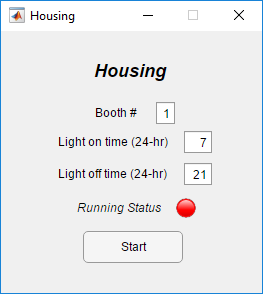 Housing
Housing
Booth # 1
Light on time (24-hr) 7
Light off time (24-hr) 21
Running Status
Start